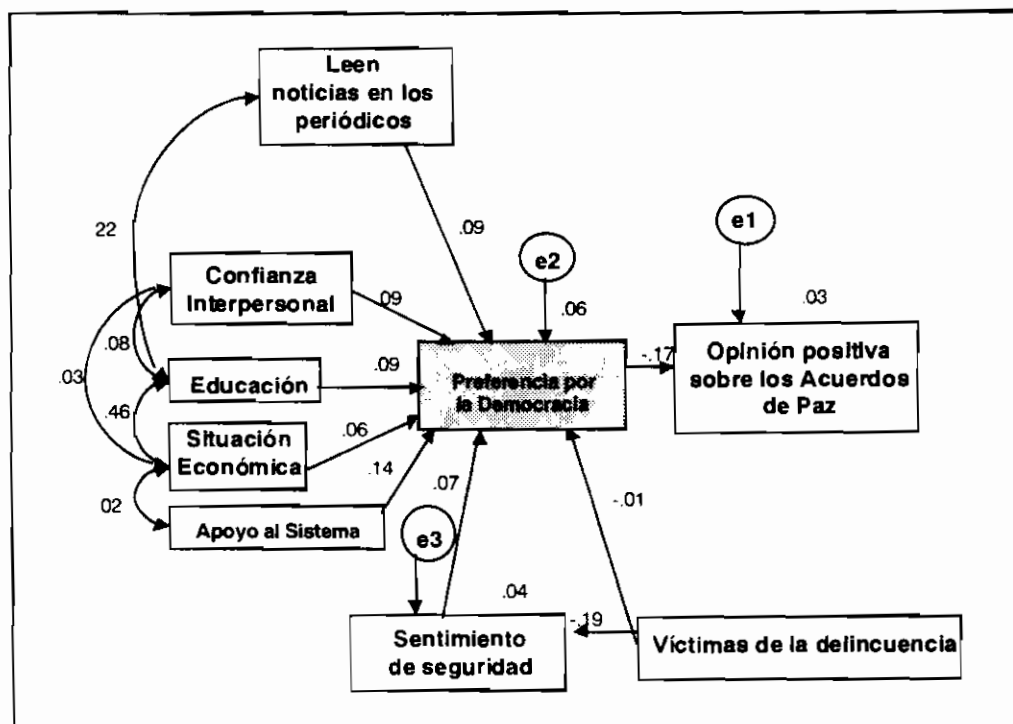 Leen
noticias en los
periódicos
22
.09
e2
e1
Confianza
Interpersonal
.09
.06
.03
.08
.03
Educación
.09
Preferencia por
la Democracia
-.17
Opinión positiva
sobre los Acuerdos
de Paz
.46
Situación
Económica
.06
02
.14
Apoyo al Sistema
.07
-.01
e3
.04
-.19
Sentimiento
de seguridad
Víctimas de la delincuencia